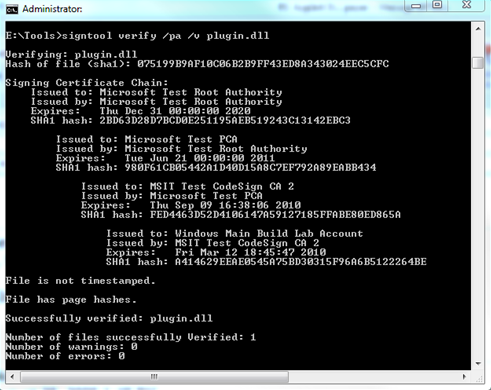 Administrator:
E:\Tools>signtool verify /pa /v plugin.dll
Verifying: plugin.dll
Hash of file (sha1): 075199B9AF10C06B2B9FF43ED8A343024EEC5CFC
Signing Certificate Chain:
Issued to: Microsoft Test Root Authority
Issued by: Microsoft Test Root Authority
Expires: Thu Dec 31 00:00:00 2020
SHA1 hash: 2BD63D28D7BCD0E251195AEB519243C13142EBC3
Issued to: Microsoft Test PCA
Issued by: Microsoft Test Root Authority
Expires: Tue Jun 21 00:00:00 2011
SHA1 hash: 980F61CB05442A1D40D15A8C7EF792A89EABB434
Issued to: MSIT Test CodeSign CA 2
Issued by: Microsoft Test PCA
Expires: Thu Sep 09 16:38:06 2010
SHA1 hash: FED4463D52D4106147A59127185FFABE80ED865A
Issued to: Windows Main Build Lab Account
Issued by: MSIT Test CodeSign CA 2
Expires: Fri Mar 12 18:45:47 2010
SHA1 hash: A414629EEAE0545A75BD30315F96A6B5122264BE
File is not timestamped.
File has page hashes.
Successfully verified: plugin.dll
Number of files successfully Verified: 1
Number of warnings: 0
Number of errors: 0